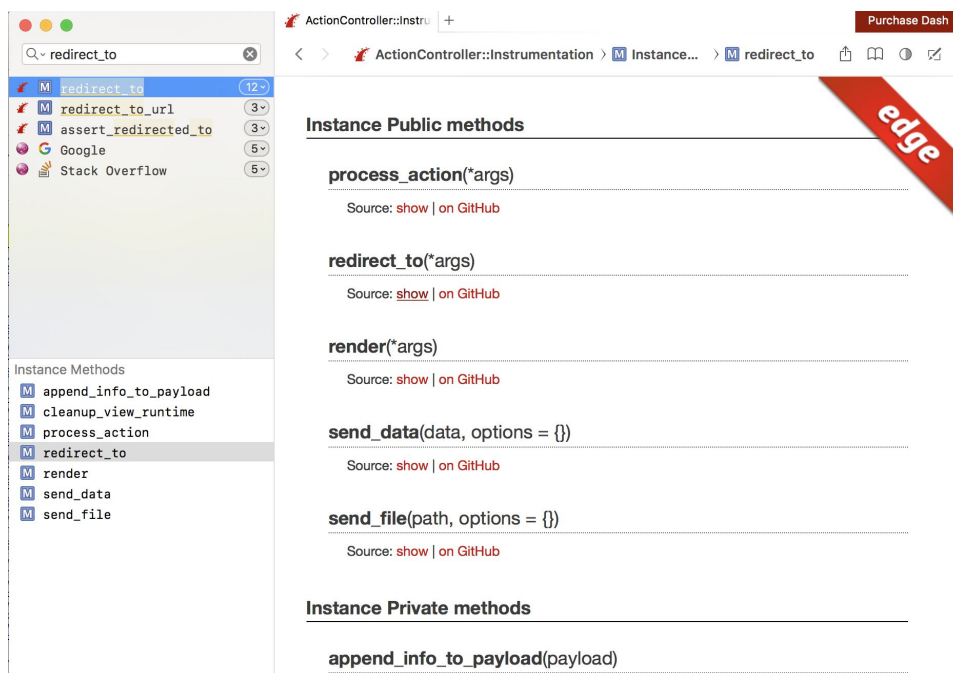 ActionController::Instru
Purchase Dash
redirect_to
ActionController::Instrumentation
M Instance...
M redirect_to
M redirect_to 12
M redirect_to_url 3
M assert_redirected_to 3
Google 5
Stack Overflow 5
Instance Methods
M append_info_to_payload
M cleanup_view_runtime
M process_action
M redirect_to
M render
M send_data
M send_file
edge
Instance Public methods
process_action(*args)
Source: show | on GitHub
redirect_to(*args)
Source: show | on GitHub
render(*args)
Source: show | on GitHub
send_data(data, options = {})
Source: show | on GitHub
send_file(path, options = {})
Source: show | on GitHub
Instance Private methods
append_info_to_payload(payload)